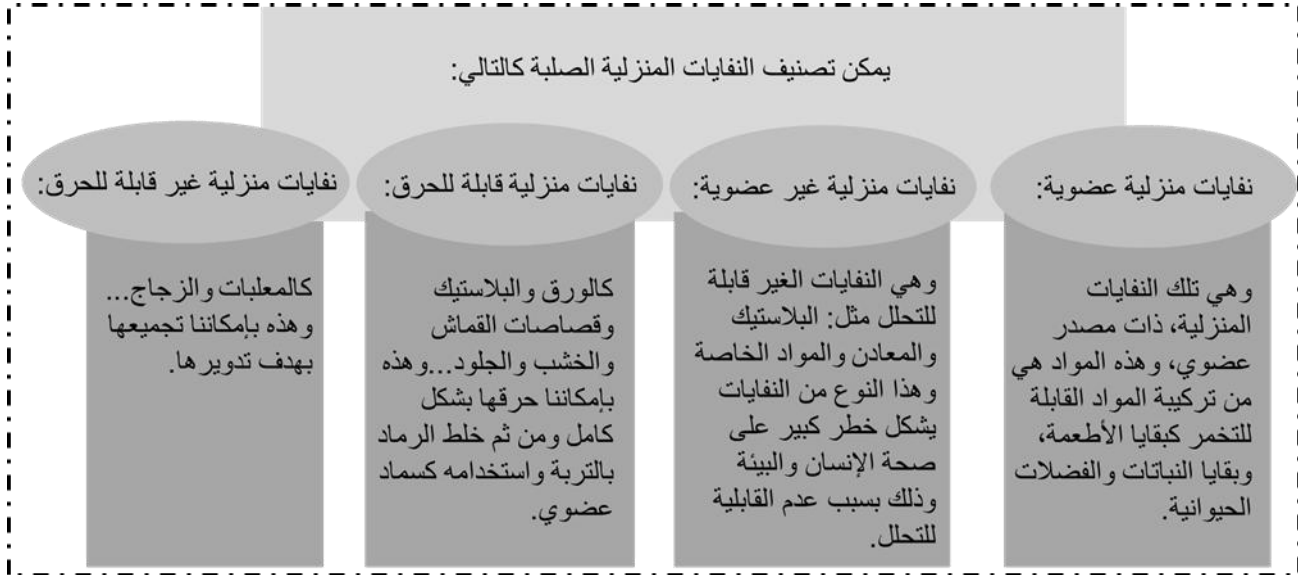 يمكن تصنيف النفايات المنزلية الصلبة كالتالي:
نفايات منزلية عضوية:
وهي تلك النفايات
المنزلية، ذات مصدر
عضوي، وهذه المواد هي
من تركيبة المواد القابلة
للتخمر كبقايا الأطعمة،
وبقايا النباتات والفضلات
الحيوانية.
نفايات منزلية غير عضوية:
وهي النفايات الغير قابلة
للتحلل مثل: البلاستيك
والمعادن والمواد الخاصة
وهذا النوع من النفايات
يشكل خطر كبير على
صحة الإنسان والبيئة
وذلك بسبب عدم القابلية
للتحلل.
نفايات منزلية قابلة للحرق:
كالورق والبلاستيك
وقصاصات القماش
والخشب والجلود...وهذه
بإمكاننا حرقها بشكل
كامل ومن ثم خلط الرماد
بالتربة واستخدامه كسماد
عضوي.
نفايات منزلية غير قابلة للحرق:
كالمعلبات والزجاج...
وهذه بإمكاننا تجميعها
بهدف تدويرها.